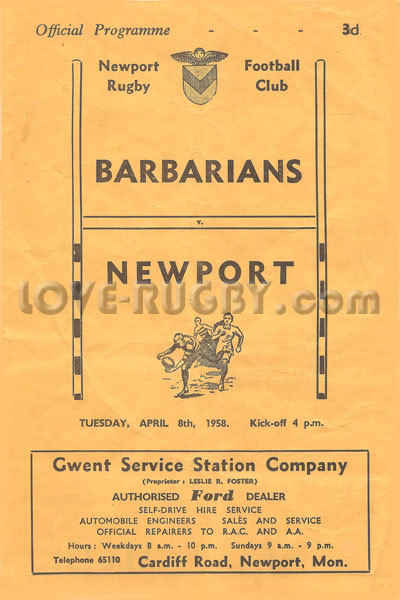 Official Programme - - - 3d
Newport Football
Rugby Club
BARBARIANS
v.
NEWPORT
LOVE-RUGBY.com
TUESDAY, APRIL 8th, 1958. Kick-off 4 p.m.
Gwent Service Station Company
(Proprietor : LESLIE R. FOSTER)
AUTHORISED Ford DEALER
SELF-DRIVE HIRE SERVICE
AUTOMOBILE ENGINEERS SALES AND SERVICE
OFFICIAL REPAIRERS TO R.A.C. AND A.A.
Hours : Weekdays 8 a.m. - 10 p.m. Sundays 9 a.m. - 9 p.m.
Telephone 65110 Cardiff Road, Newport, Mon.